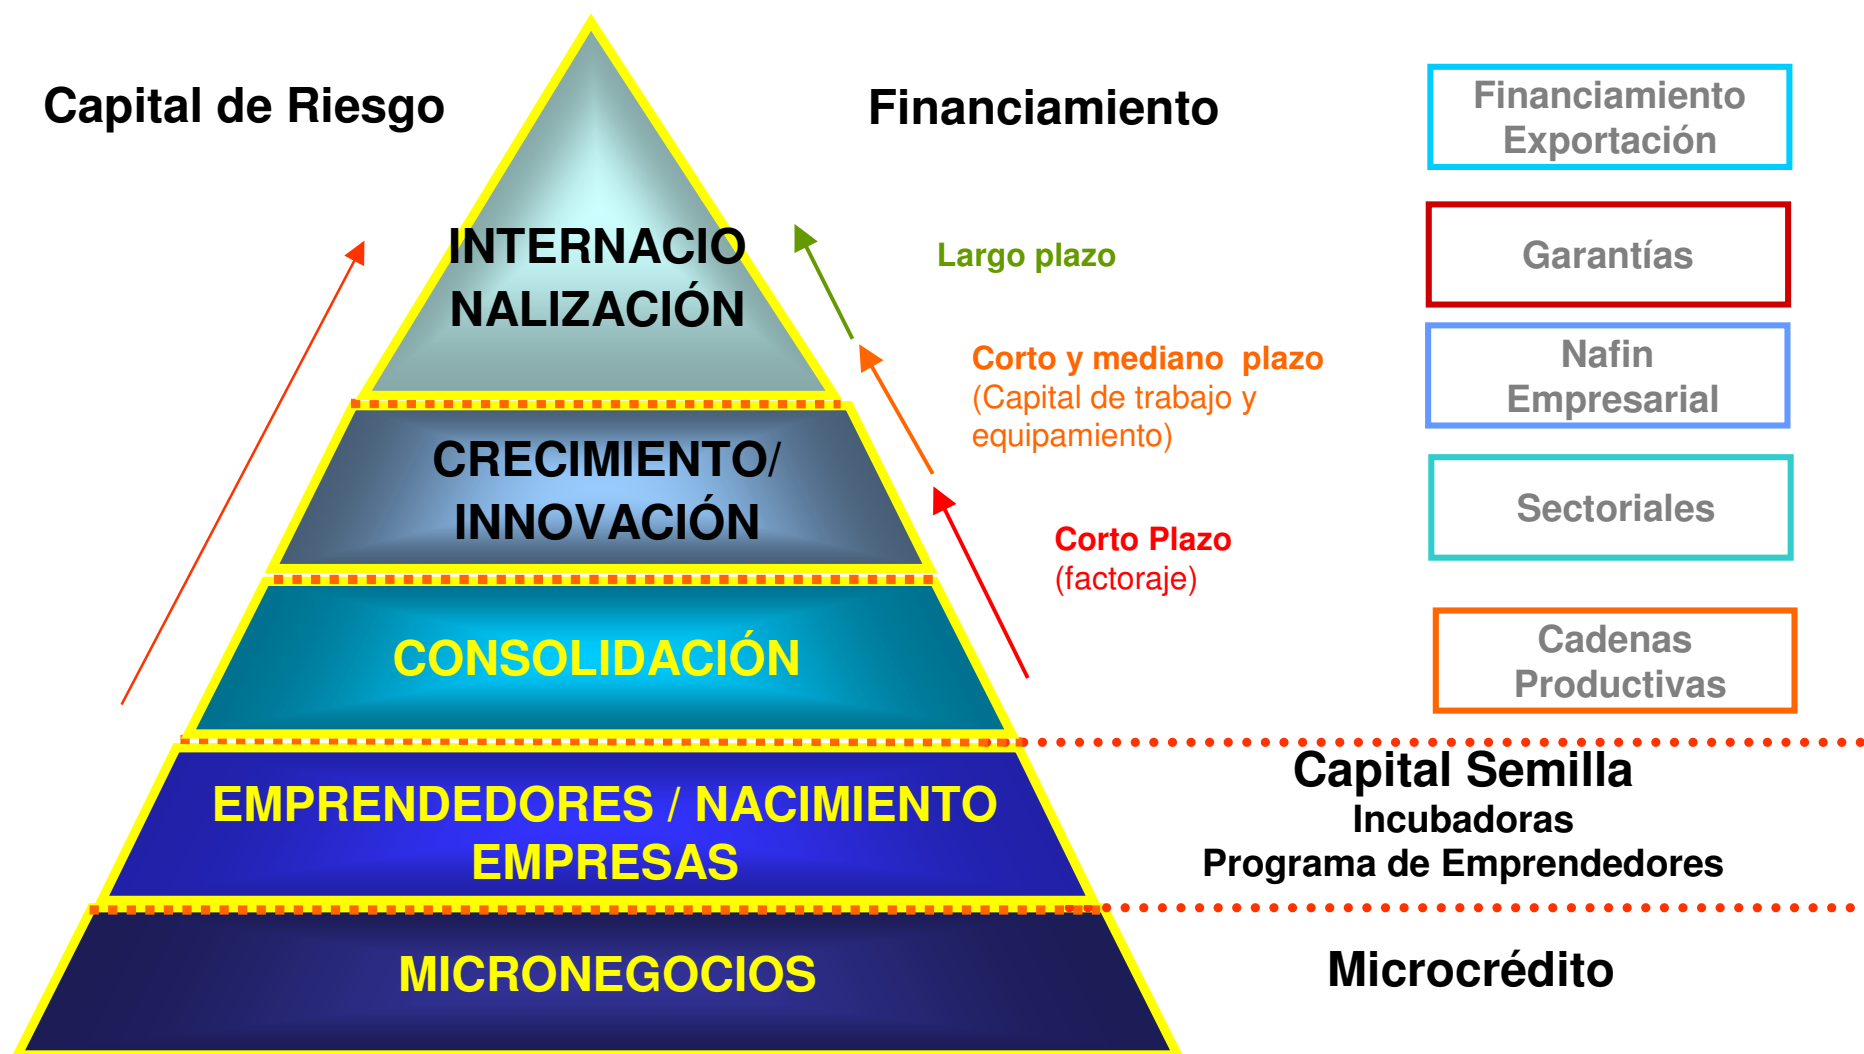 Capital de Riesgo
Financiamiento
Financiamiento
Exportación
INTERNACIO
NALIZACIÓN
Largo plazo
Garantías
Corto y mediano  plazo
(Capital de trabajo y
equipamiento)
Nafin
Empresarial
CRECIMIENTO/
INNOVACIÓN
Corto Plazo
(factoraje)
Sectoriales
CONSOLIDACIÓN
Cadenas
Productivas
EMPRENDEDORES / NACIMIENTO
EMPRESAS
Capital Semilla
Incubadoras
Programa de Emprendedores
MICRONEGOCIOS
Microcrédito